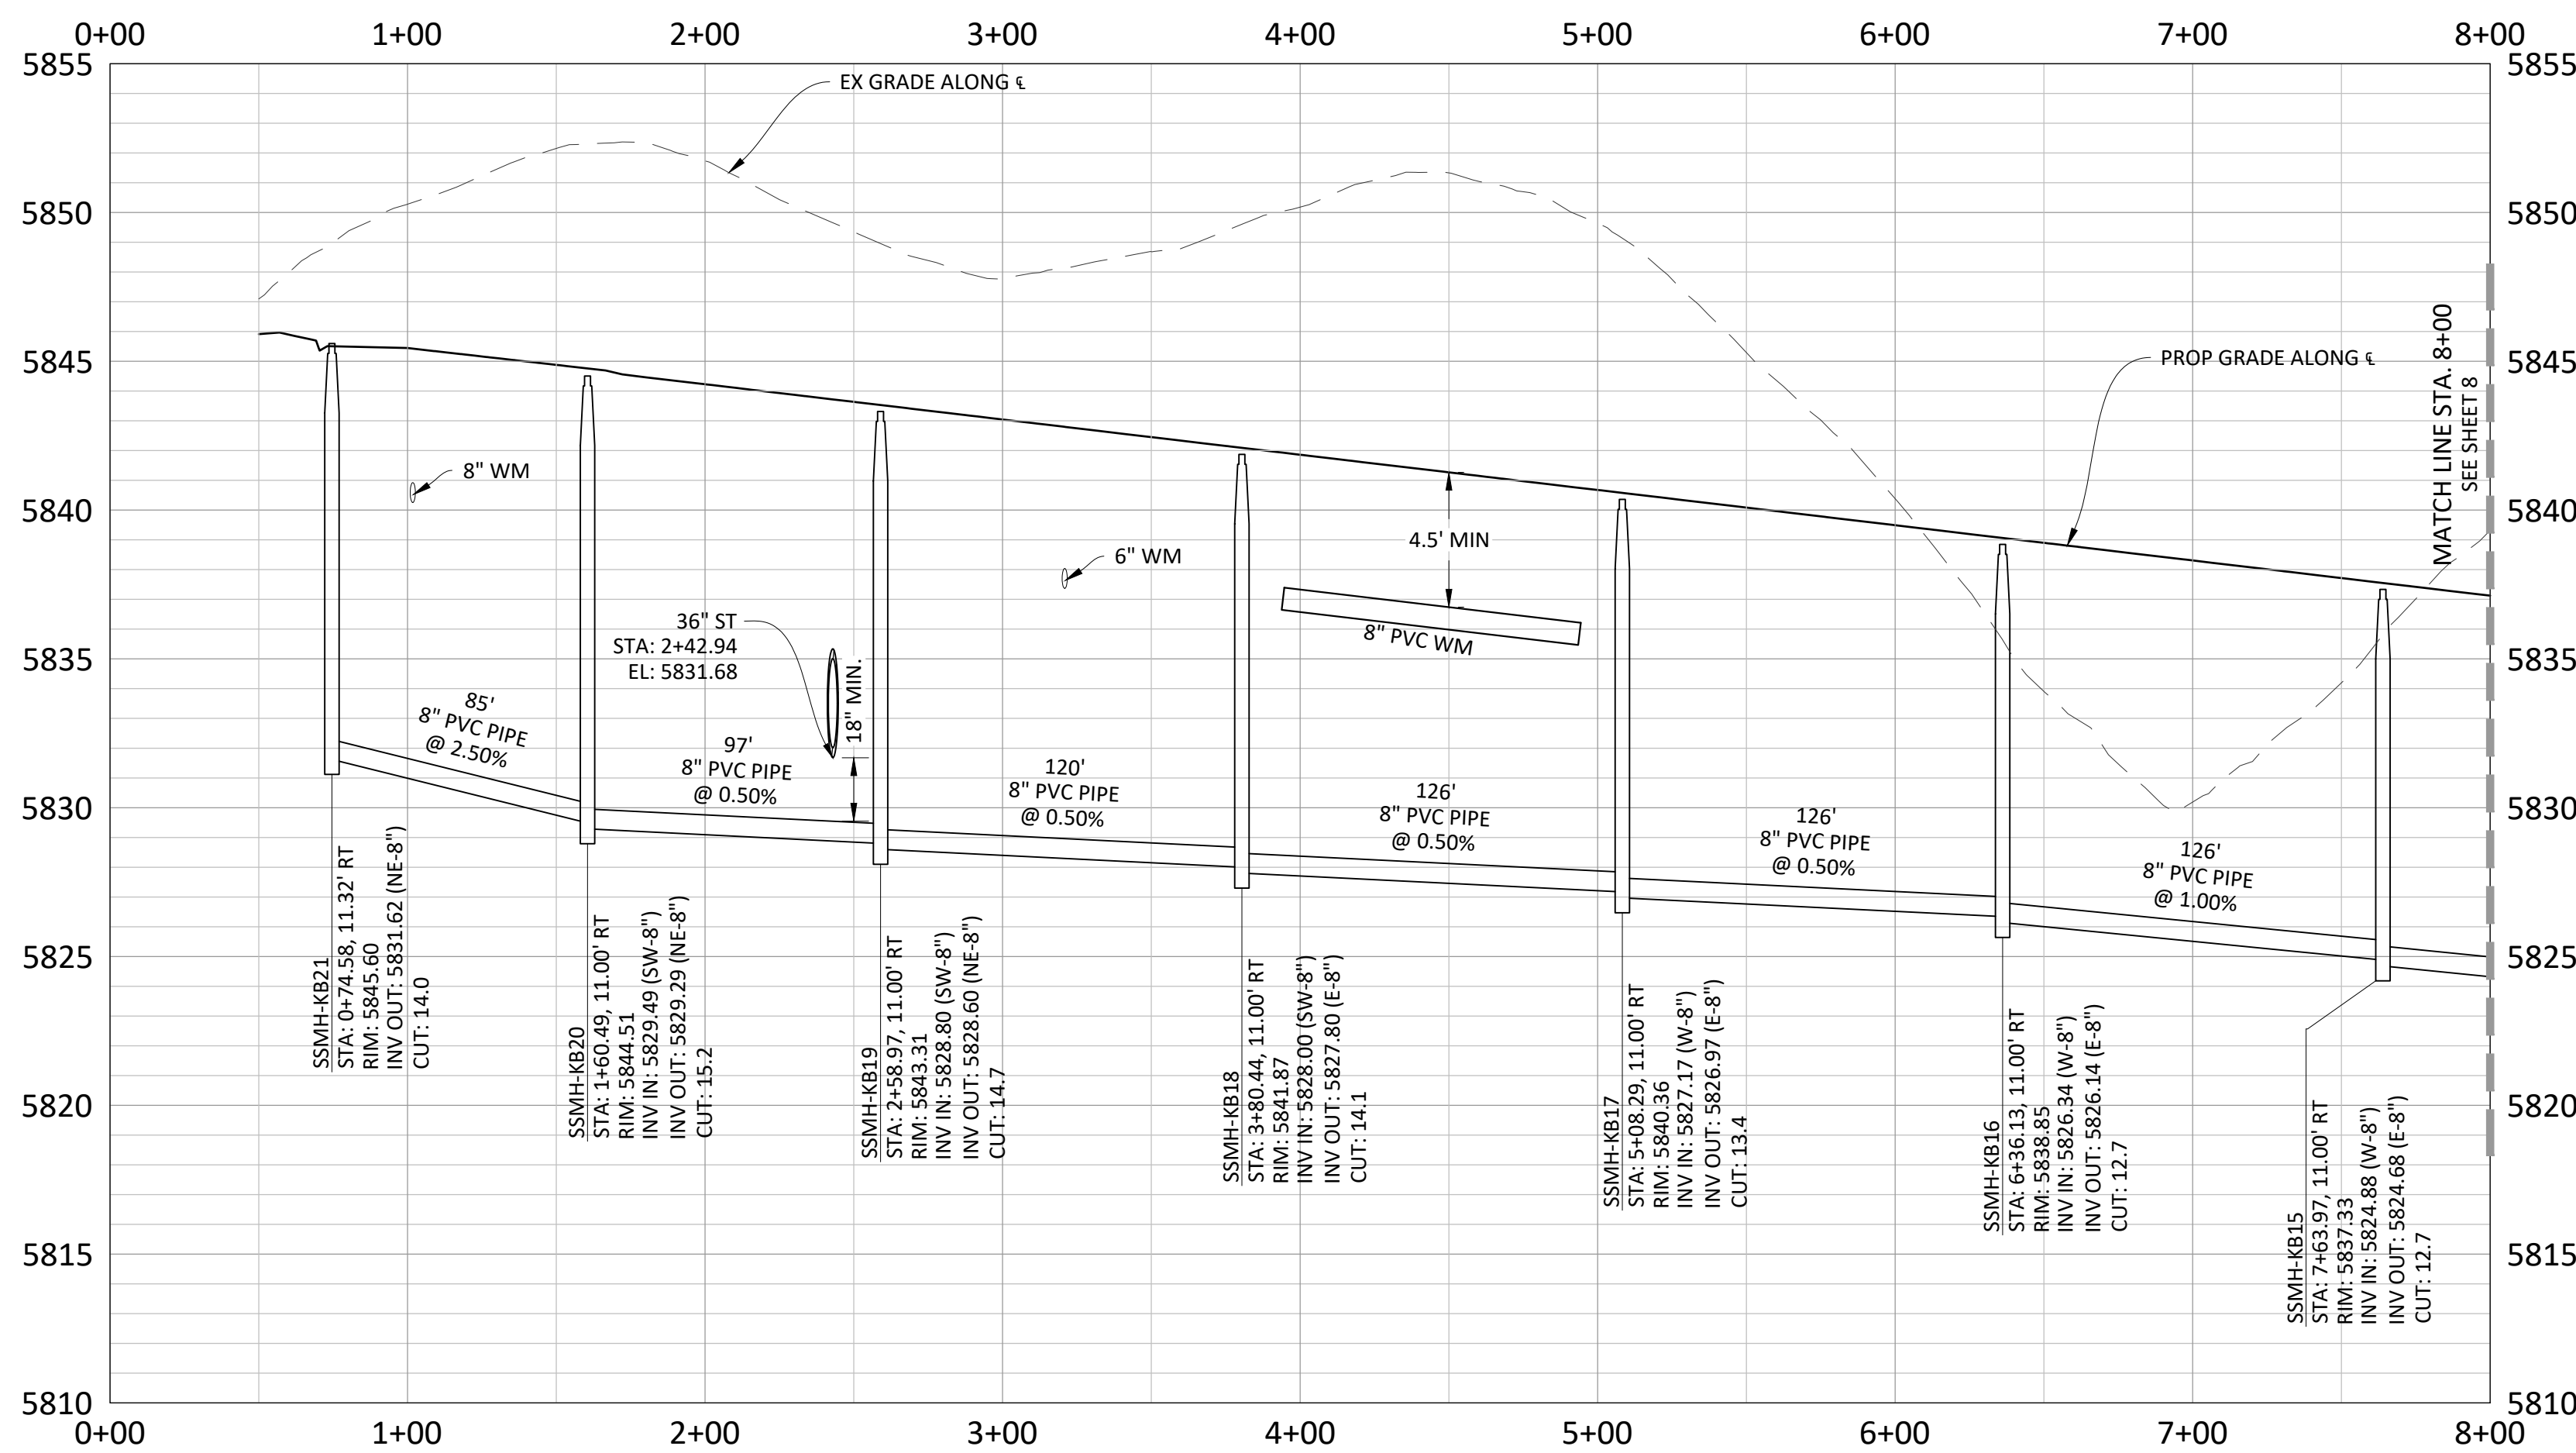 0+00 1+00 2+00 3+00 4+00 5+00 6+00 7+00 8+00
5855 5855
EX GRADE ALONG ℄
5850 5850
MATCH LINE STA. 8+00
SEE SHEET 8
5845 5845
PROP GRADE ALONG ℄
8" WM
5840 5840
4.5' MIN
6" WM
36" ST
STA: 2+42.94
EL: 5831.68
8" PVC WM
5835 5835
18" MIN.
85'
8" PVC PIPE
@ 2.50%
97'
8" PVC PIPE
@ 0.50%
120'
8" PVC PIPE
@ 0.50%
126'
8" PVC PIPE
@ 0.50%
126'
8" PVC PIPE
@ 0.50%
126'
8" PVC PIPE
@ 1.00%
5830 5830
5825 5825
SSMH-KB21
STA: 0+74.58, 11.32' RT
RIM: 5845.60
INV OUT: 5831.62 (NE-8")
CUT: 14.0
SSMH-KB20
STA: 1+60.49, 11.00' RT
RIM: 5844.51
INV IN: 5829.49 (SW-8")
INV OUT: 5829.29 (NE-8")
CUT: 15.2
SSMH-KB19
STA: 2+58.97, 11.00' RT
RIM: 5843.31
INV IN: 5828.80 (SW-8")
INV OUT: 5828.60 (NE-8")
CUT: 14.7
SSMH-KB18
STA: 3+80.44, 11.00' RT
RIM: 5841.87
INV IN: 5828.00 (SW-8")
INV OUT: 5827.80 (E-8")
CUT: 14.1
SSMH-KB17
STA: 5+08.29, 11.00' RT
RIM: 5840.36
INV IN: 5827.17 (W-8")
INV OUT: 5826.97 (E-8")
CUT: 13.4
SSMH-KB16
STA: 6+36.13, 11.00' RT
RIM: 5838.85
INV IN: 5826.34 (W-8")
INV OUT: 5826.14 (E-8")
CUT: 12.7
SSMH-KB15
STA: 7+63.97, 11.00' RT
RIM: 5837.33
INV IN: 5824.88 (W-8")
INV OUT: 5824.68 (E-8")
CUT: 12.7
5820 5820
5815 5815
5810 5810
0+00 1+00 2+00 3+00 4+00 5+00 6+00 7+00 8+00